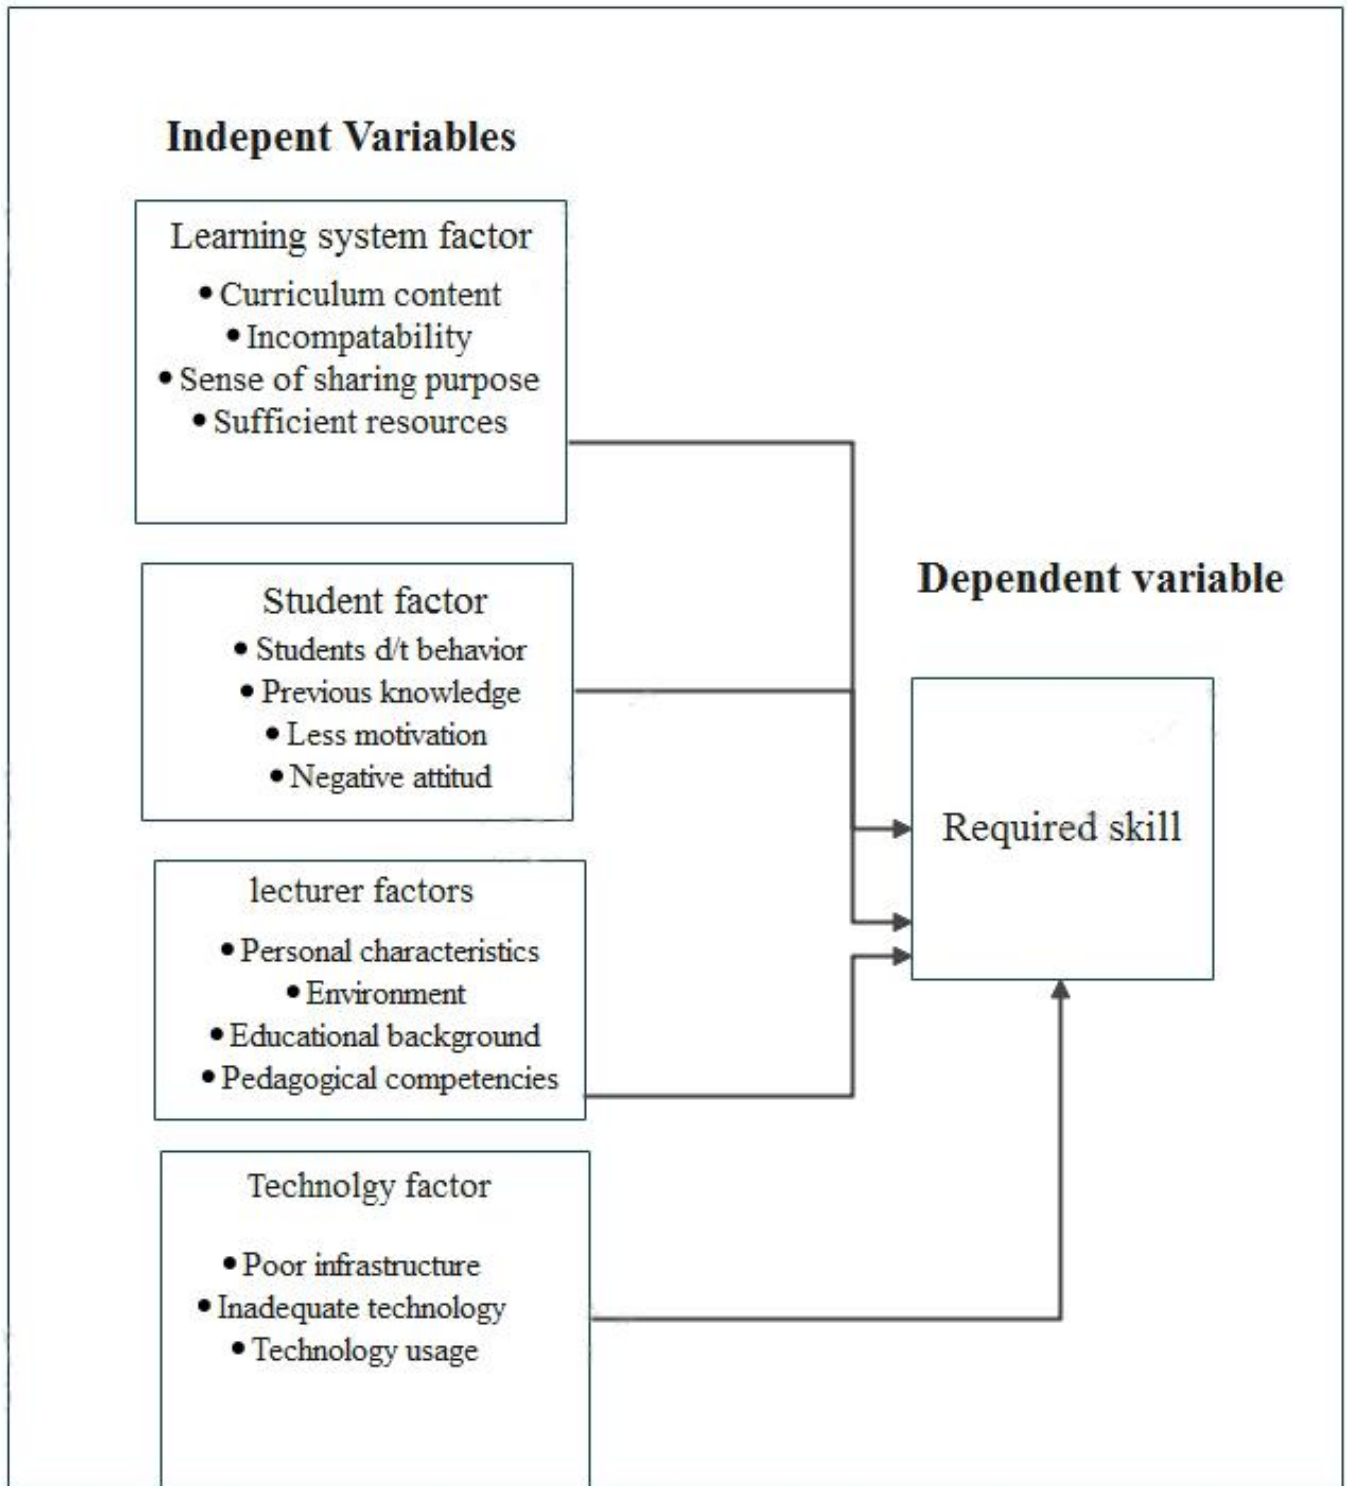 Indepent Variables
Learning system factor
• Curriculum content
• Incompatability
• Sense of sharing purpose
• Sufficient resources
Student factor
• Students d/t behavior
• Previous knowledge
• Less motivation
• Negative attitud
lecturer factors
• Personal characteristics
• Environment
• Educational background
• Pedagogical competencies
Technolgy factor
• Poor infrastructure
• Inadequate technology
• Technology usage
Dependent variable
Required skill